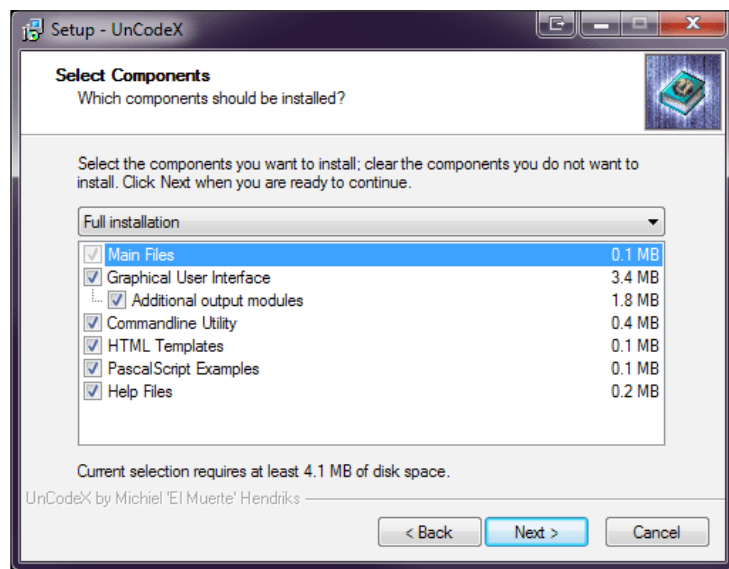 Setup - UnCodeX
Select Components
Which components should be installed?
Select the components you want to install; clear the components you do not want to
install. Click Next when you are ready to continue.
Full installation
Main Files 0.1 MB
Graphical User Interface 3.4 MB
Additional output modules 1.8 MB
Commandline Utility 0.4 MB
HTML Templates 0.1 MB
PascalScript Examples 0.1 MB
Help Files 0.2 MB
Current selection requires at least 4.1 MB of disk space.
UnCodeX by Michiel 'El Muerte' Hendriks
< Back Next > Cancel